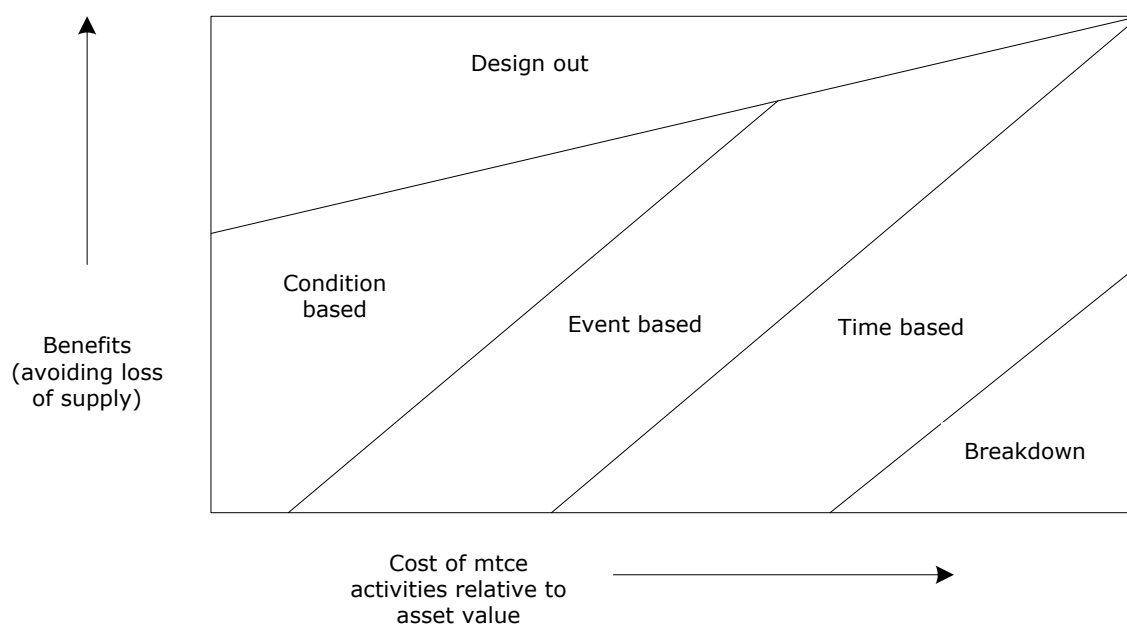 Design out
Condition
based
Event based
Time based
Breakdown
Benefits
(avoiding loss
of supply)
Cost of mtce
activities relative to
asset value